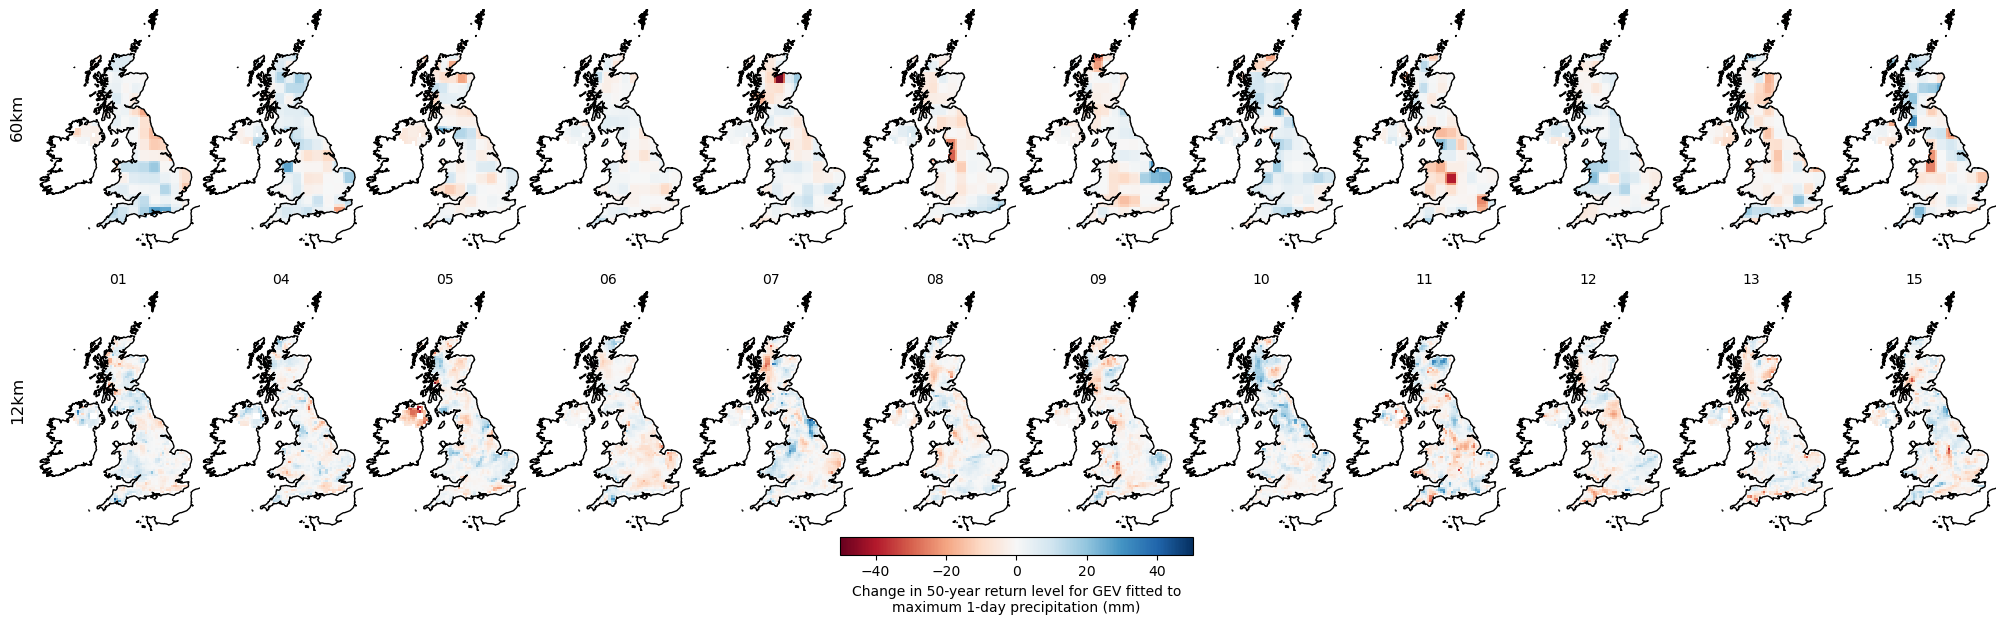 60km
01 04 05 06 07 08 09 10 11 12 13 15
12km
−40 −20 0 20 40
Change in 50-year return level for GEV fitted to
maximum 1-day precipitation (mm)